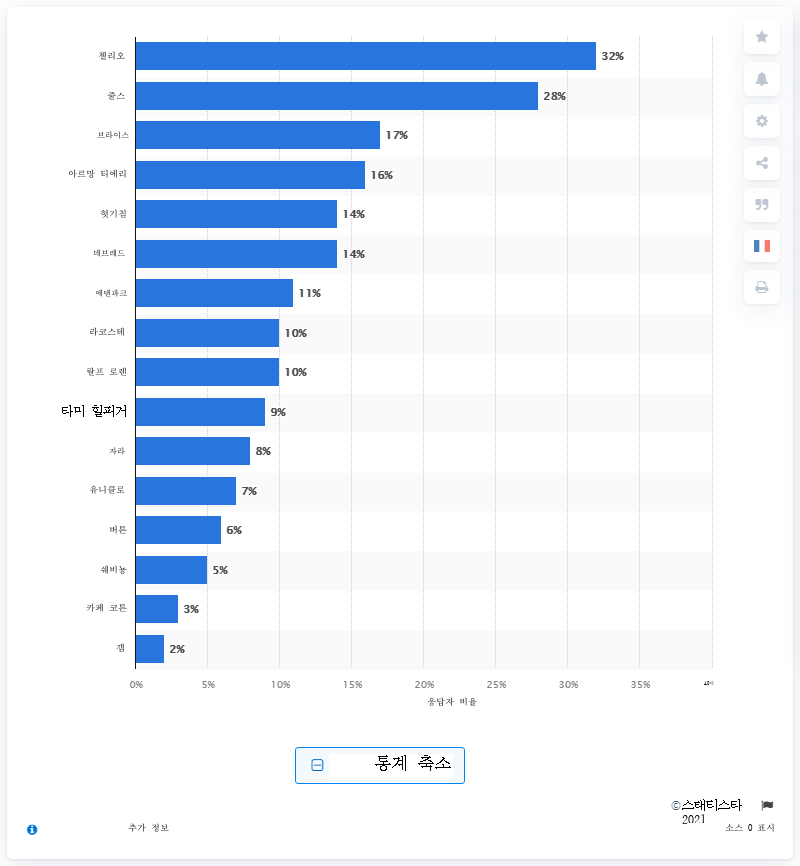 첼리오 32%
줄스 28%
브라이스 17%
아르망 티에리 16%
헛기침 14%
데브레드 14%
에덴파크 11%
라코스테 10%
랄프 로렌 10%
타미 힐피거 9%
자라 8%
유니클로 7%
버튼 6%
쉐비뇽 5%
카페 코튼 3%
갭 2%
0% 5% 10% 15% 20% 25% 30% 35%
응답자 비율
통계 축소
©스태티스타
2021
추가 정보 소스 0 표시